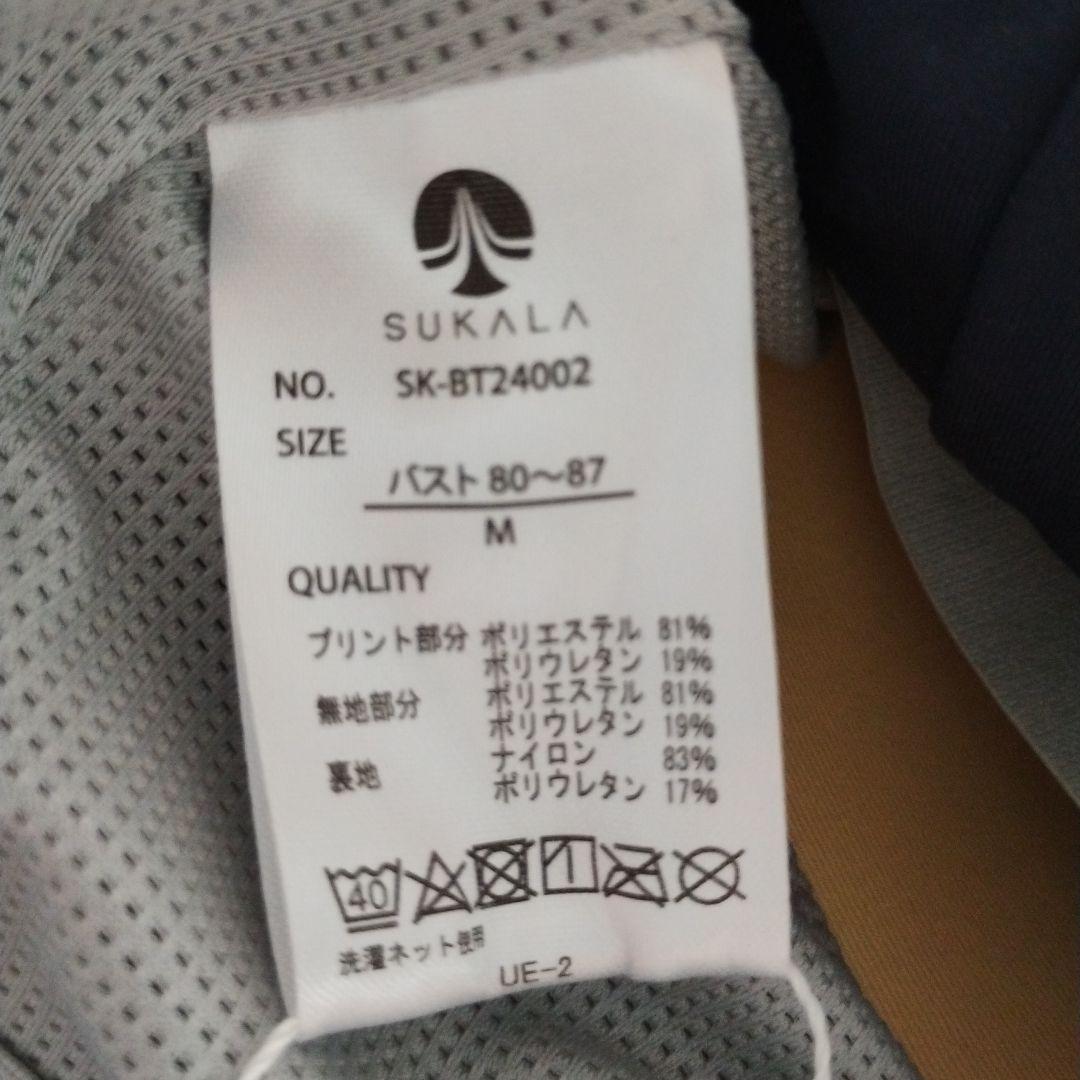 SUKALA
NO. SK-BT24002
SIZE
バスト 80〜87
M
QUALITY
プリント部分 ポリエステル 81%
ポリウレタン 19%
無地部分 ポリエステル 81%
ポリウレタン 19%
裏地 ナイロン 83%
ポリウレタン 17%
40
洗濯ネット使用
UE-2